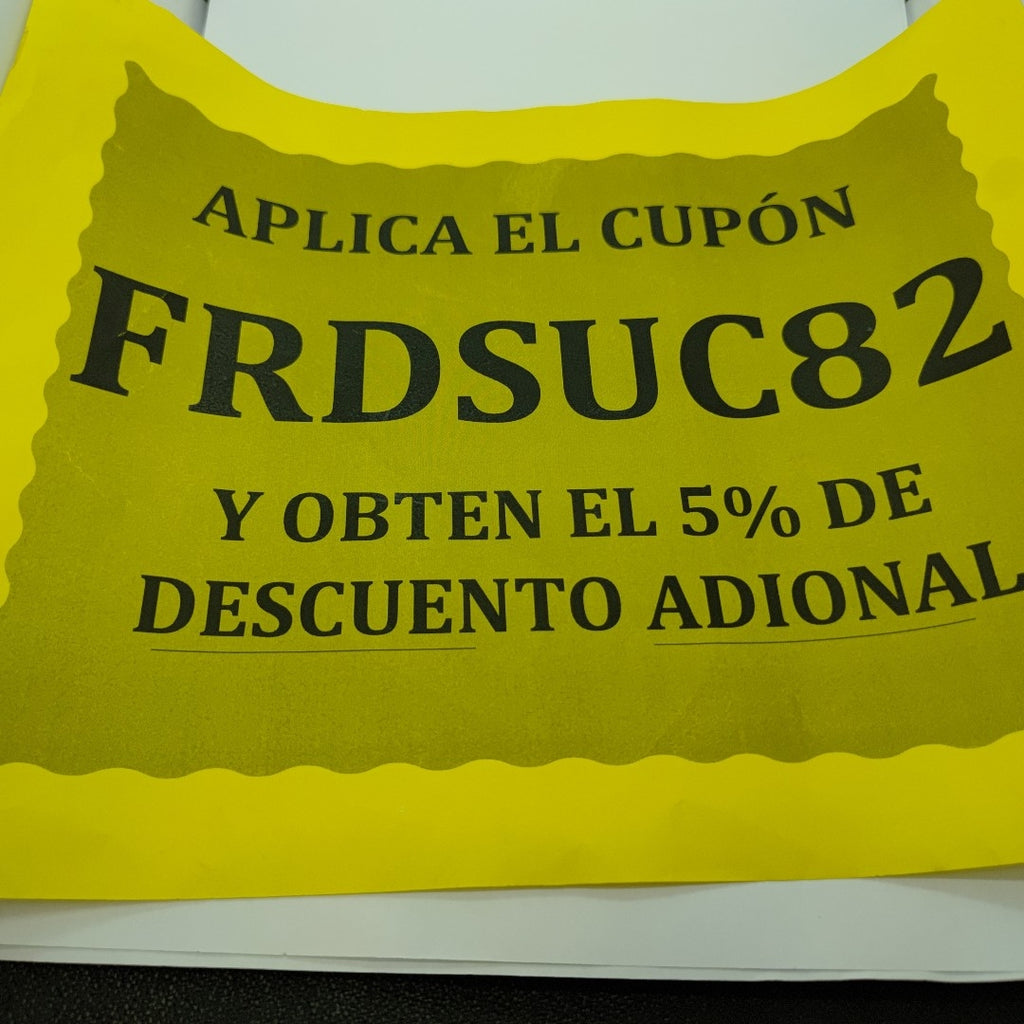 APLICA EL CUPÓN
FRDSUC82
Y OBTEN EL 5% DE
DESCUENTO ADIONAL